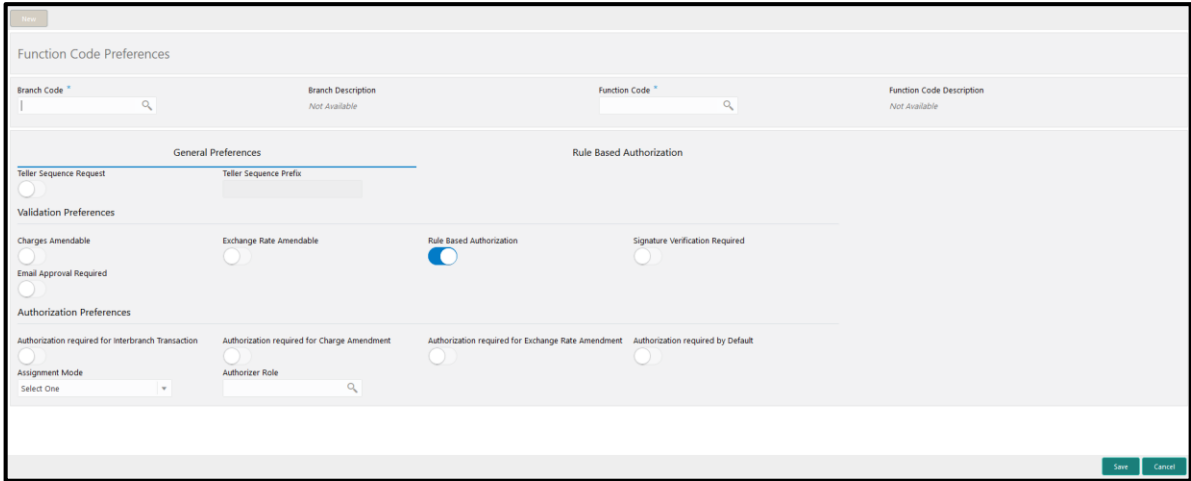 New
Function Code Preferences
Branch Code * Branch Description Function Code * Function Code Description
Not Available Not Available
General Preferences Rule Based Authorization
Teller Sequence Request Teller Sequence Prefix
Validation Preferences
Charges Amendable Exchange Rate Amendable Rule Based Authorization Signature Verification Required
Email Approval Required
Authorization Preferences
Authorization required for Interbranch Transaction Authorization required for Charge Amendment Authorization required for Exchange Rate Amendment Authorization required by Default
Assignment Mode Authorizer Role
Select One
Save Cancel